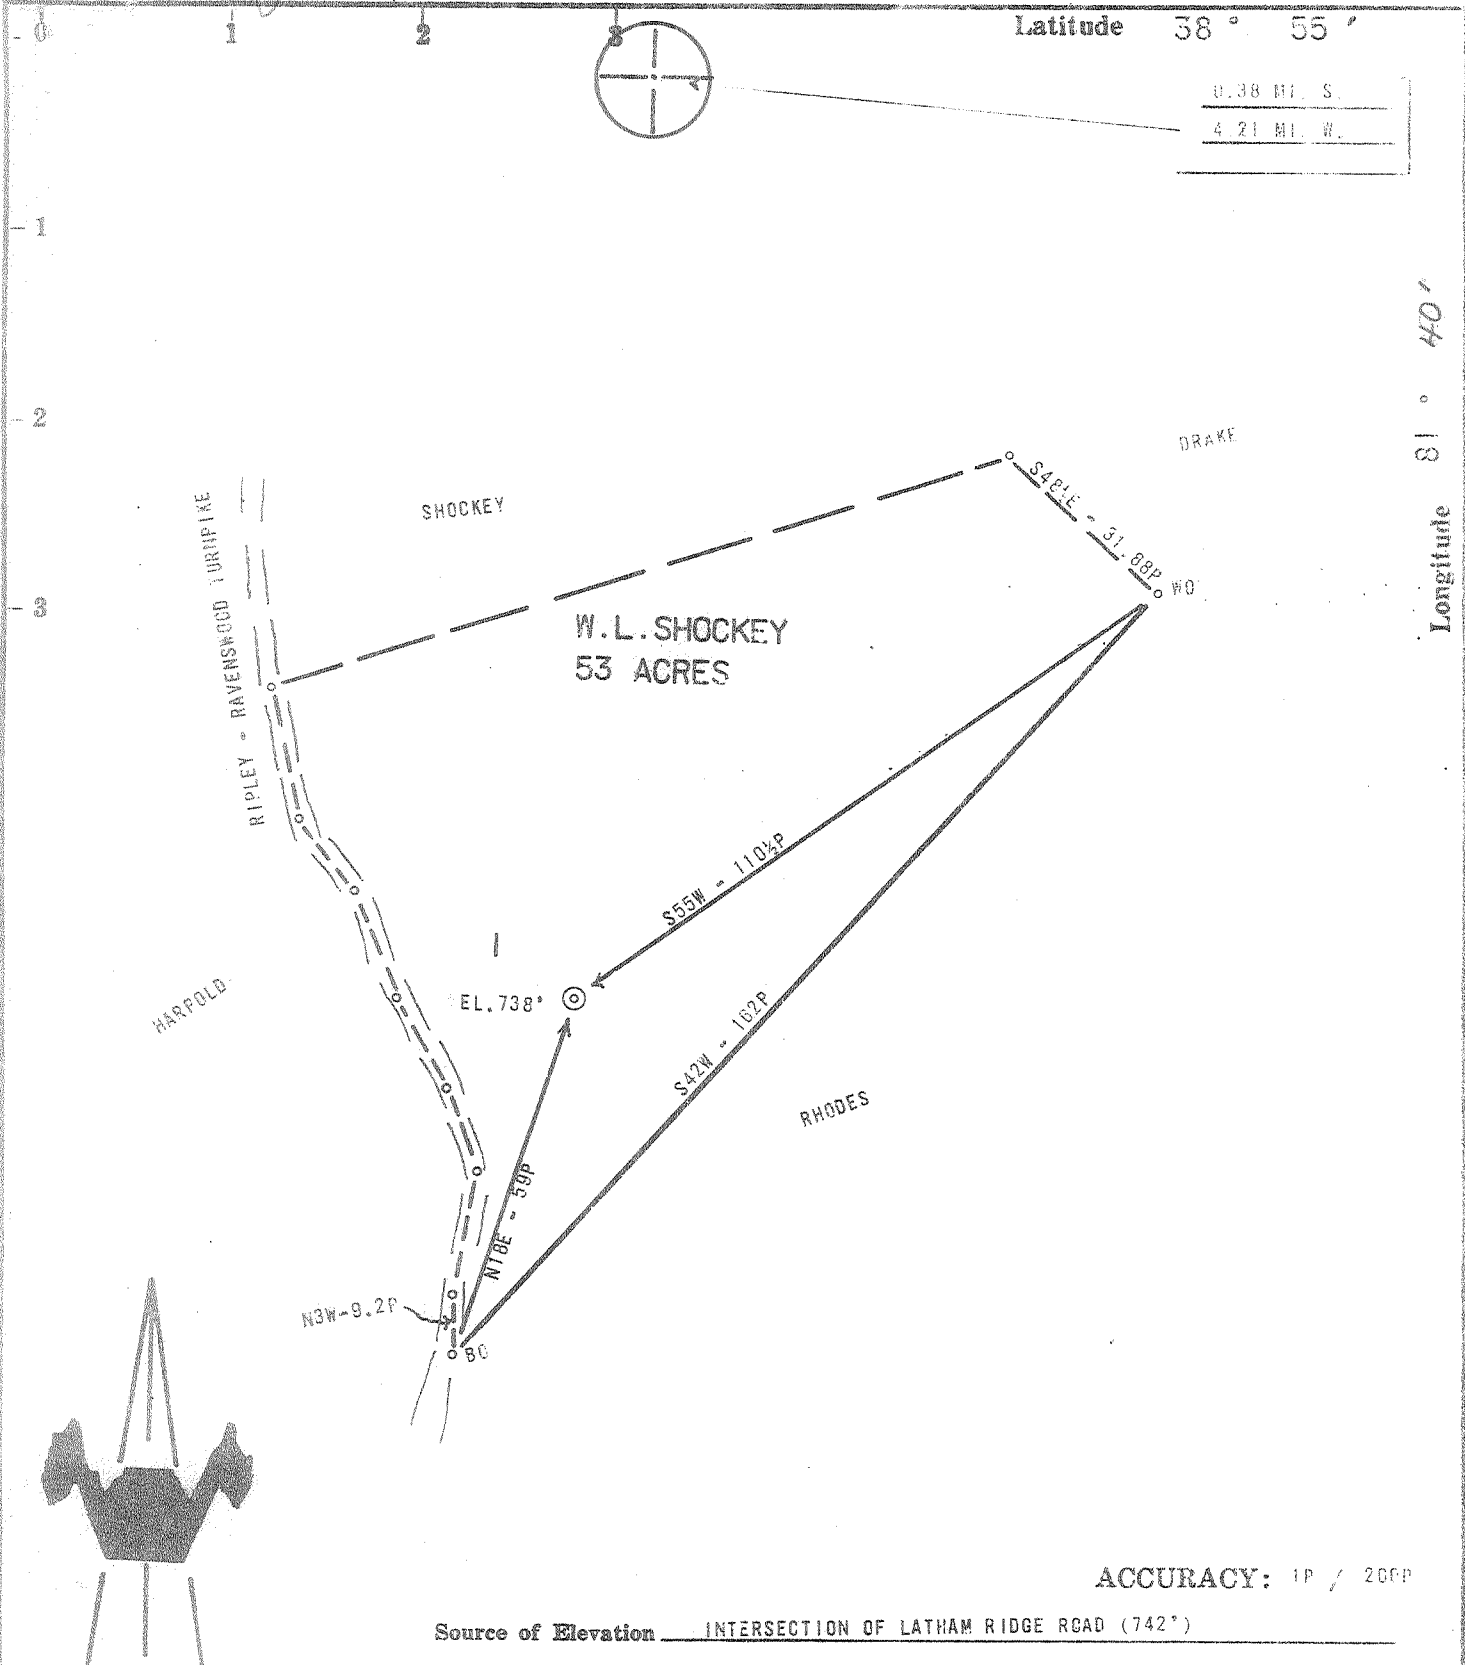 0 1 2 3
Latitude 38° 55'
0.38 MI. S.
4.21 MI. W.
1
2
3
Longitude 81° 40'
DRAKE
S48½E - 31.88P
WO
SHOCKEY
RIPLEY - RAVENSWOOD TURNPIKE
W.L.SHOCKEY
53 ACRES
S55W - 110½P
1
EL.738'
HARPOLD
S42W - 162P
RHODES
N18E - 59P
N3W-9.2P
BO
ACCURACY: 1P / 200P
Source of Elevation INTERSECTION OF LATHAM RIDGE ROAD (742')